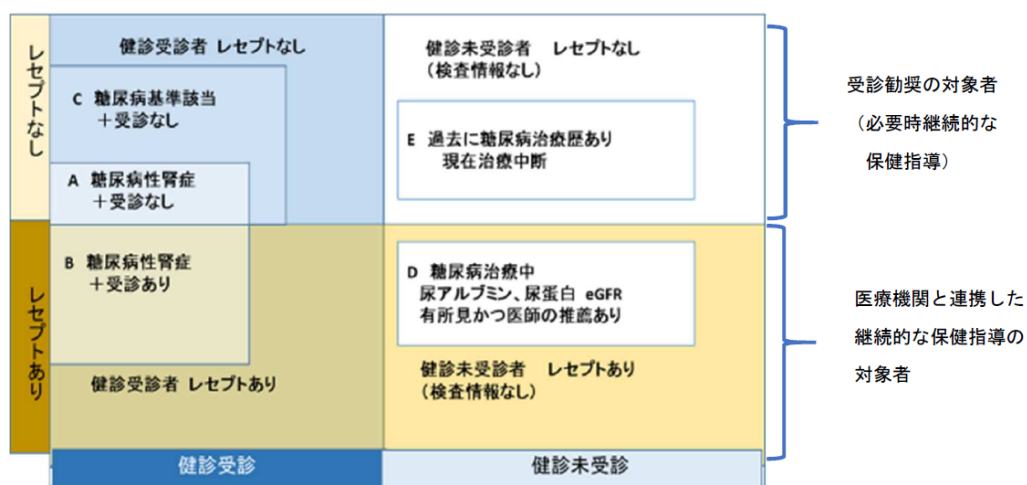 レセプトなし
健診受診者 レセプトなし
C 糖尿病基準該当
＋受診なし
A 糖尿病性腎症
＋受診なし
健診未受診者 レセプトなし
（検査情報なし）
E 過去に糖尿病治療歴あり
現在治療中断
受診勧奨の対象者
（必要時継続的な
保健指導）
レセプトあり
B 糖尿病性腎症
＋受診あり
健診受診者 レセプトあり
D 糖尿病治療中
尿アルブミン、尿蛋白 eGFR
有所見かつ医師の推薦あり
健診未受診者 レセプトあり
（検査情報なし）
医療機関と連携した
継続的な保健指導の
対象者
健診受診
健診未受診